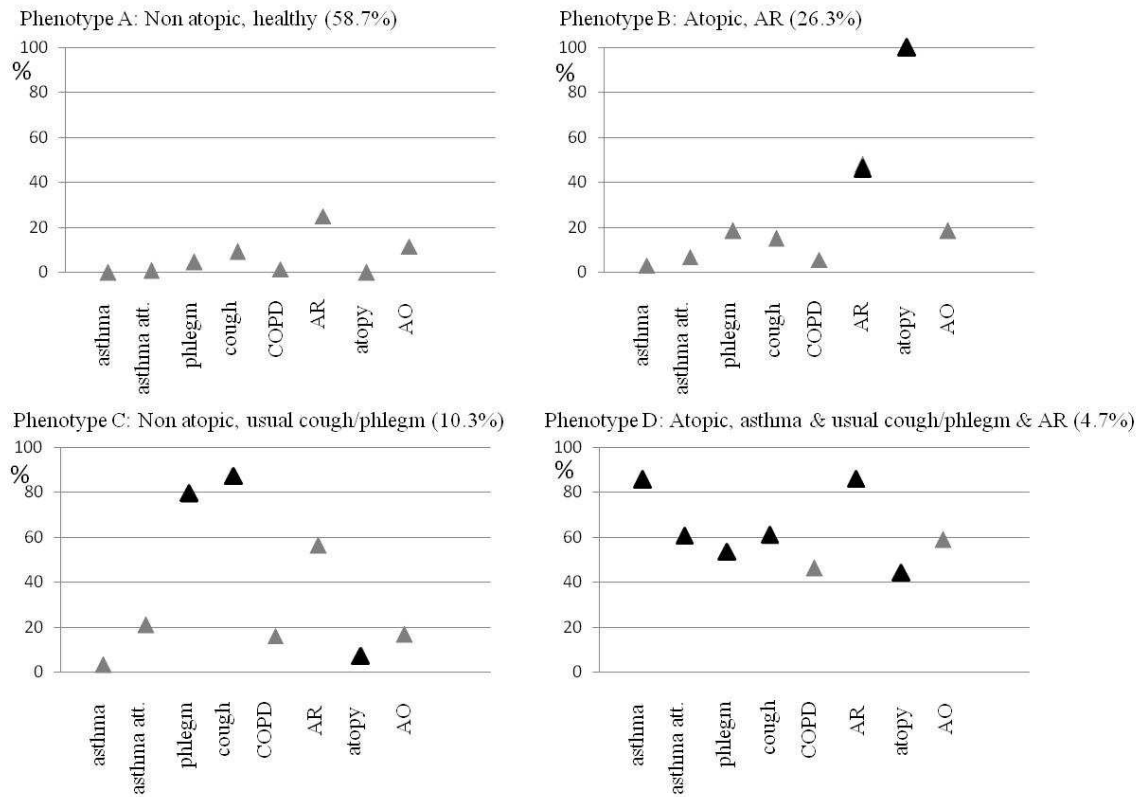 Phenotype A: Non atopic, healthy (58.7%)
100
%
80
60
40
20
0
asthma
asthma att.
phlegm
cough
COPD
AR
atopy
AO
Phenotype B: Atopic, AR (26.3%)
100
%
80
60
40
20
0
asthma
asthma att.
phlegm
cough
COPD
AR
atopy
AO
Phenotype C: Non atopic, usual cough/phlegm (10.3%)
100
%
80
60
40
20
0
asthma
asthma att.
phlegm
cough
COPD
AR
atopy
AO
Phenotype D: Atopic, asthma & usual cough/phlegm & AR (4.7%)
100
%
80
60
40
20
0
asthma
asthma att.
phlegm
cough
COPD
AR
atopy
AO